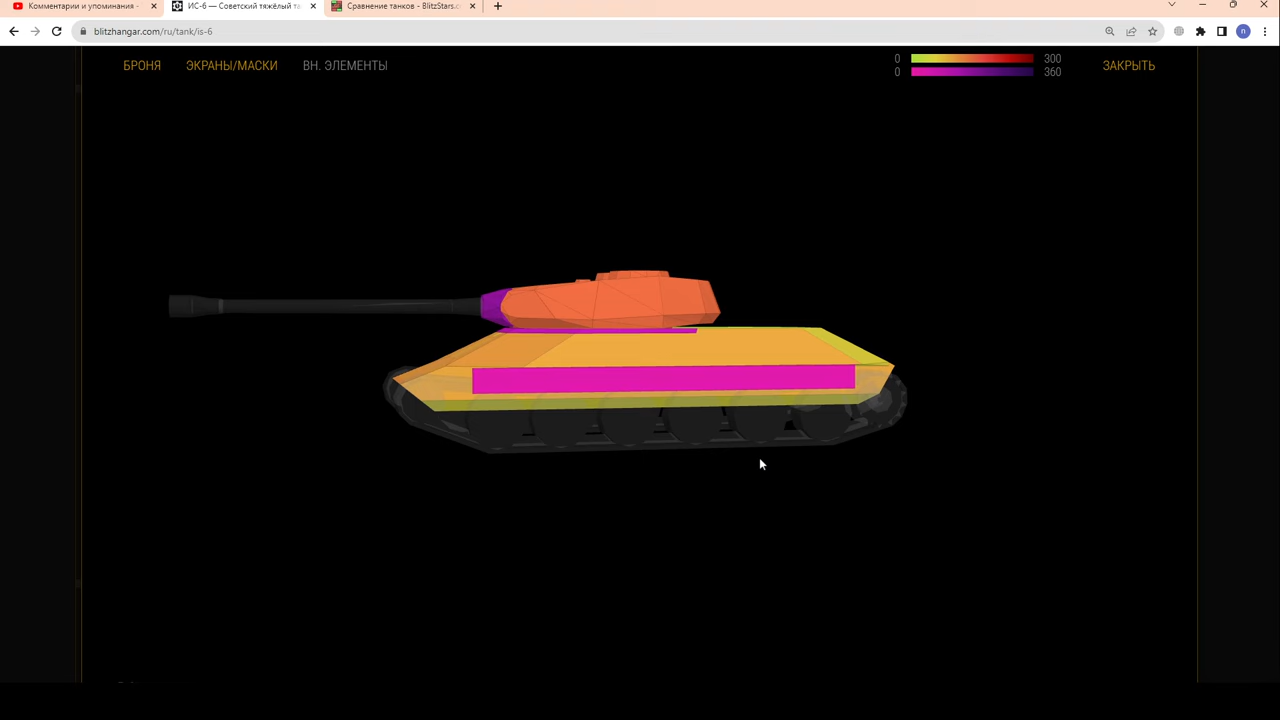 Комментарии и упоминания -
ИС-6 — Советский тяжёлый та
Сравнение танков - BlitzStars.co
blitzhangar.com/ru/tank/is-6
п
БРОНЯ
ЭКРАНЫ/МАСКИ
ВН. ЭЛЕМЕНТЫ
0 300
0 360
ЗАКРЫТЬ